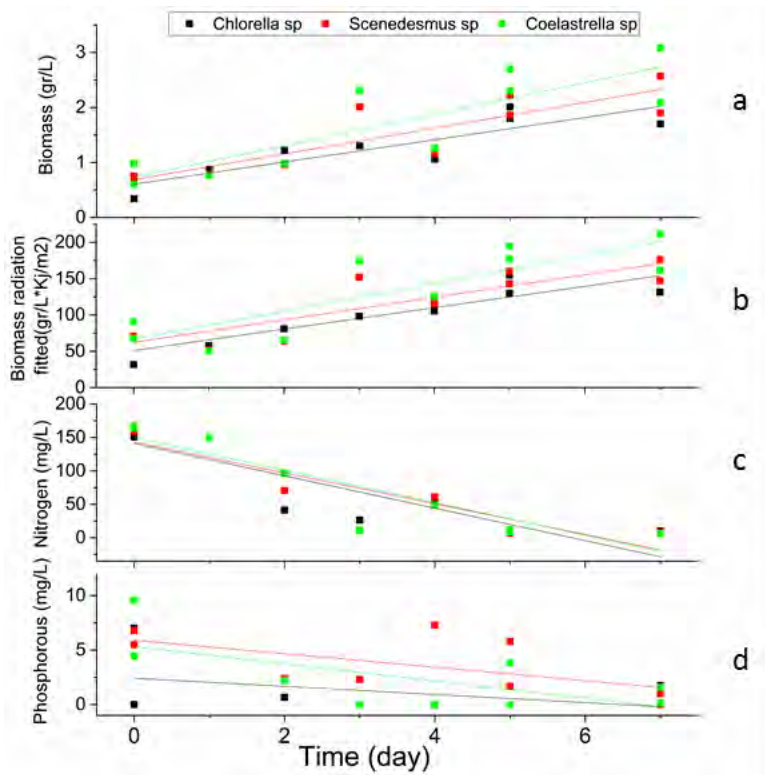 Chlorella sp Scenedesmus sp Coelastrella sp
Biomass (gr/L)
3
2
1
0
a
Biomass radiation
fitted(gr/L*Kj/m2)
200
150
100
50
0
b
Nitrogen (mg/L)
200
150
100
50
0
c
Phosphorous (mg/L)
10
5
0
d
0 2 4 6
Time (day)